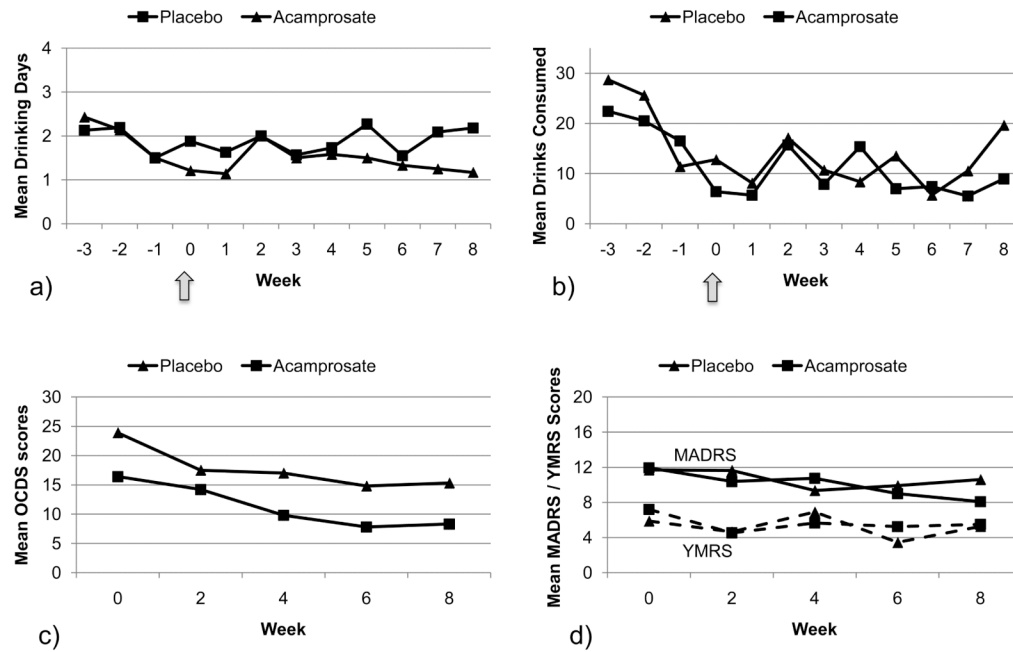 Placebo Acamprosate
Mean Drinking Days
4
3
2
1
0
-3 -2 -1 0 1 2 3 4 5 6 7 8
Week
a)
Placebo Acamprosate
Mean Drinks Consumed
30
20
10
0
-3 -2 -1 0 1 2 3 4 5 6 7 8
Week
b)
Placebo Acamprosate
Mean OCDS scores
30
25
20
15
10
5
0
0 2 4 6 8
Week
c)
Placebo Acamprosate
Mean MADRS / YMRS Scores
20
16
12
8
4
0
MADRS
YMRS
0 2 4 6 8
Week
d)